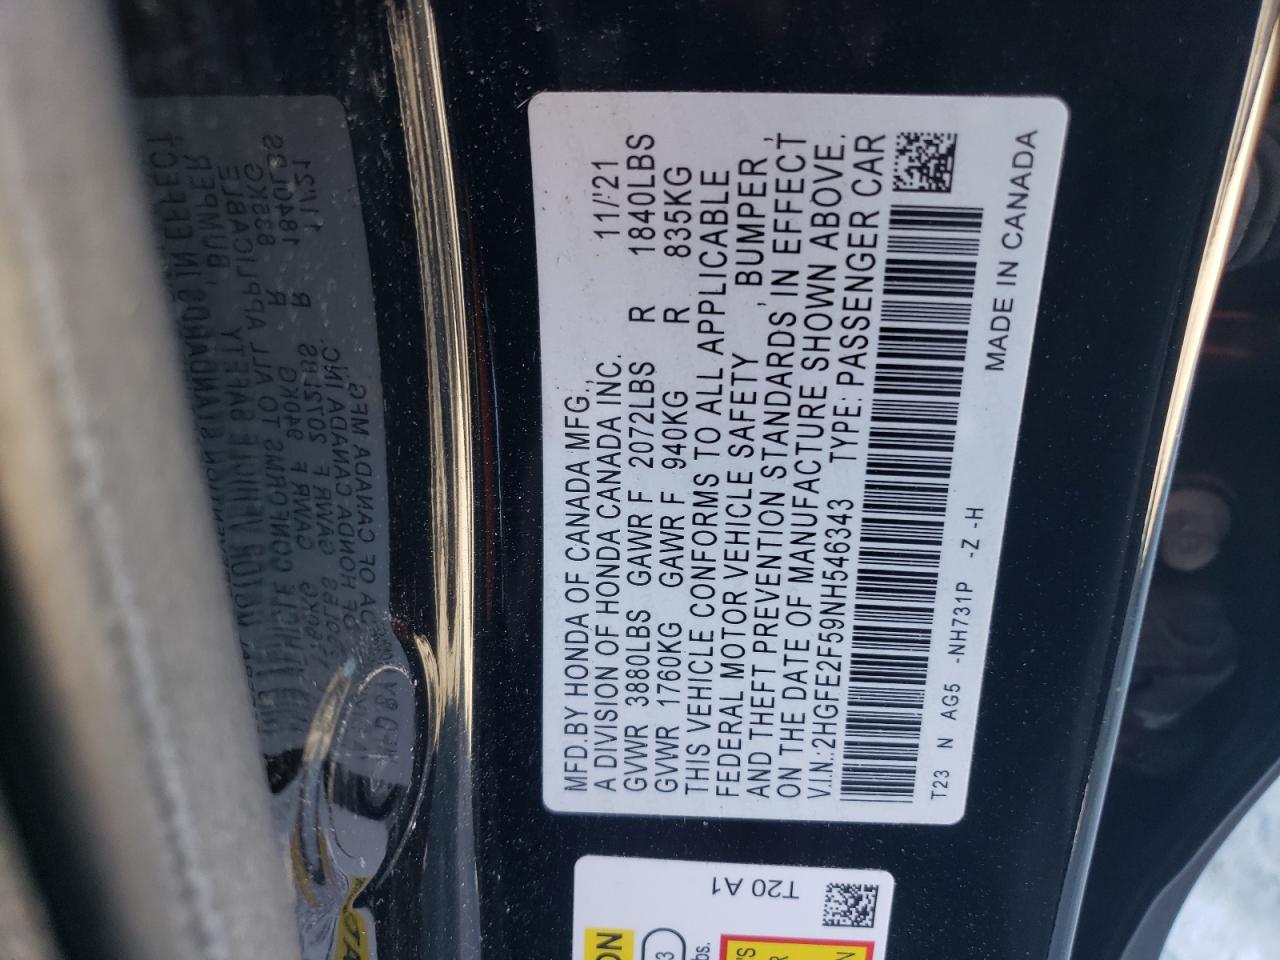 MFD.BY HONDA OF CANADA MFG., 11/'21
A DIVISION OF HONDA CANADA INC.
GVWR 3880LBS GAWR F 2072LBS R 1840LBS
GVWR 1760KG GAWR F 940KG R 835KG
THIS VEHICLE CONFORMS TO ALL APPLICABLE
FEDERAL MOTOR VEHICLE SAFETY , BUMPER ,
AND THEFT PREVENTION STANDARDS IN EFFECT
ON THE DATE OF MANUFACTURE SHOWN ABOVE.
V.I.N.:2HGFE2F59NH546343 TYPE: PASSENGER CAR
T23 N AG5 -NH731P -Z -H
MADE IN CANADA
T20 A1